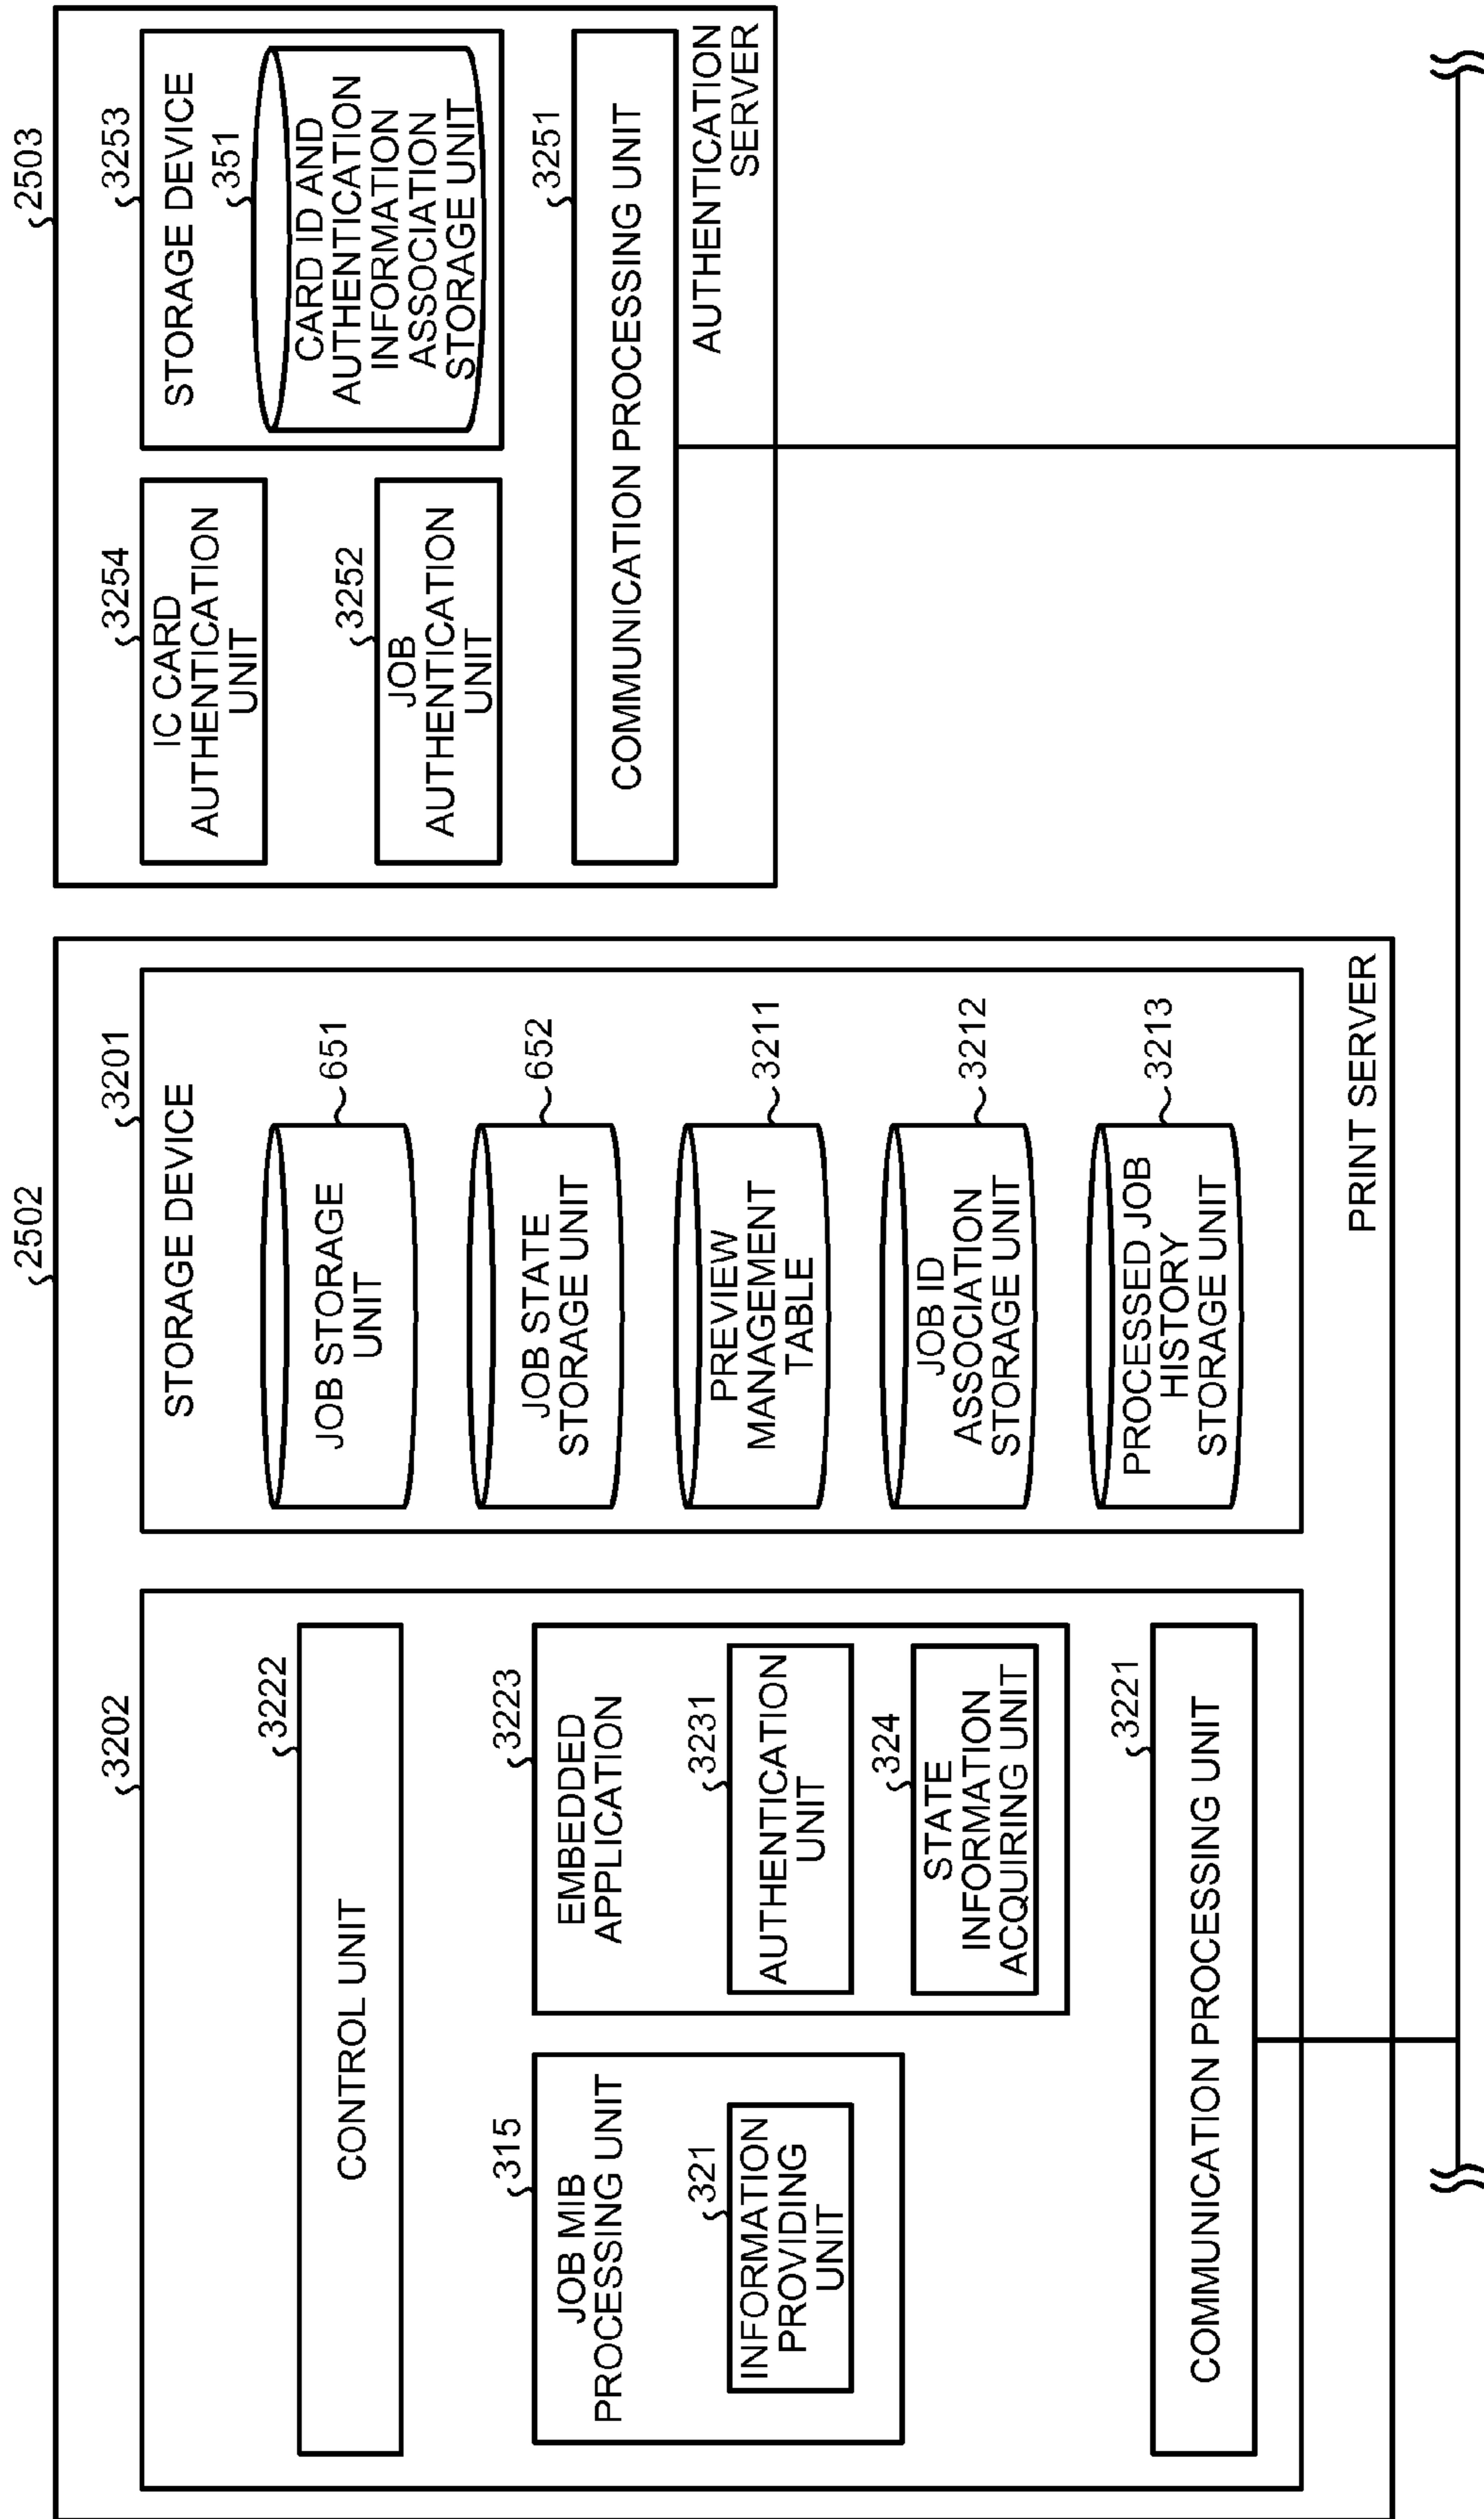 2502
3202
3222
CONTROL UNIT
315
JOB MIB
PROCESSING UNIT
321
INFORMATION
PROVIDING
UNIT
3223
EMBEDDED
APPLICATION
3231
AUTHENTICATION
UNIT
324
STATE
INFORMATION
ACQUIRING UNIT
3221
COMMUNICATION PROCESSING UNIT
3201
STORAGE DEVICE
651
JOB STORAGE
UNIT
652
JOB STATE
STORAGE UNIT
3211
PREVIEW
MANAGEMENT
TABLE
3212
JOB ID
ASSOCIATION
STORAGE UNIT
3213
PROCESSED JOB
HISTORY
STORAGE UNIT
PRINT SERVER
2503
3254
IC CARD
AUTHENTICATION
UNIT
3252
JOB
AUTHENTICATION
UNIT
3253
STORAGE DEVICE
351
CARD ID AND
AUTHENTICATION
INFORMATION
ASSOCIATION
STORAGE UNIT
3251
COMMUNICATION PROCESSING UNIT
AUTHENTICATION
SERVER